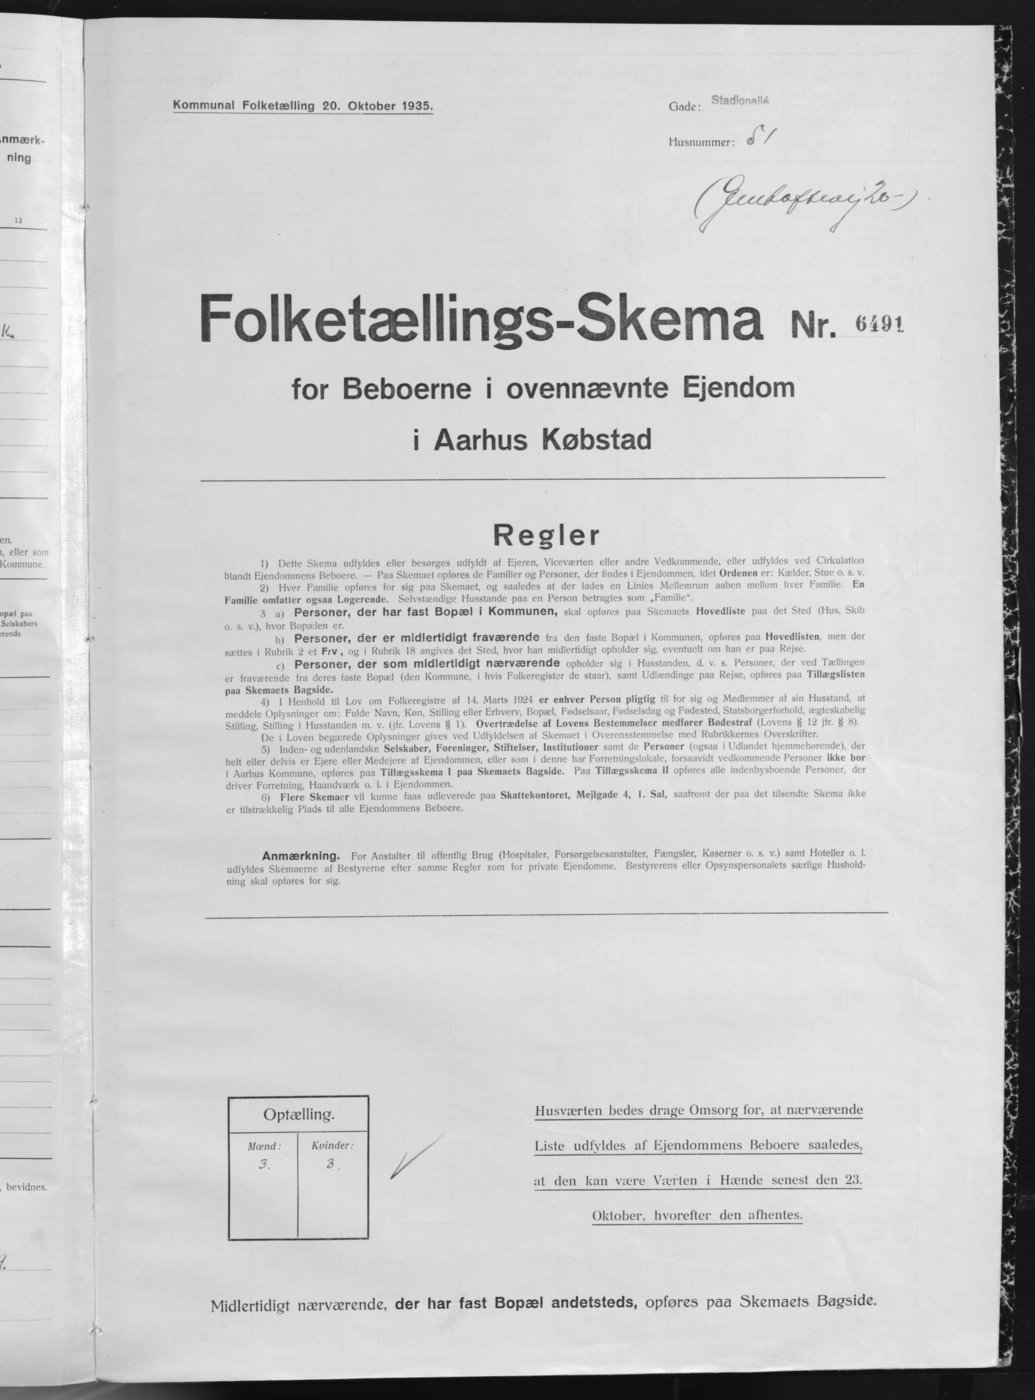 nmærk-
ning
12
K.
en.
, eller som
Kommune.
opæl paa
Selskabers
erende
, bevidnes.
Kommunal Folketælling 20. Oktober 1935.
Gade: Stadionallé
Husnummer: 51
Folketællings-Skema Nr. 6491
for Beboerne i ovennævnte Ejendom
i Aarhus Købstad
Regler
1) Dette Skema udfyldes eller besørges udfyldt af Ejeren, Viceværten eller andre Vedkommende, eller udfyldes ved Cirkulation
blandt Ejendommens Beboere. — Paa Skemaet opføres de Familier og Personer, der findes i Ejendommen, idet Ordenen er: Kælder, Stue o. s. v.
2) Hver Familie opføres for sig paa Skemaet, og saaledes at der lades en Linies Mellemrum aaben mellem hver Familie. En
Familie omfatter ogsaa Logerende. Selvstændige Husstande paa en Person betragtes som „Familie“.
3 a) Personer, der har fast Bopæl i Kommunen, skal opføres paa Skemaets Hovedliste paa det Sted (Hus, Skib
o. s. v.), hvor Bopælen er.
b) Personer, der er midlertidigt fraværende fra den faste Bopæl i Kommunen, opføres paa Hovedlisten, men der
sættes i Rubrik 2 et Frv., og i Rubrik 18 angives det Sted, hvor han midlertidigt opholder sig, eventuelt om han er paa Rejse.
c) Personer, der som midlertidigt nærværende opholder sig i Husstanden, d. v. s. Personer, der ved Tællingen
er fraværende fra deres faste Bopæl (den Kommune, i hvis Folkeregister de staar), samt Udlændinge paa Rejse, opføres paa Tillægslisten
paa Skemaets Bagside.
4) I Henhold til Lov om Folkeregistre af 14. Marts 1924 er enhver Person pligtig til for sig og Medlemmer af sin Husstand, at
meddele Oplysninger om: Fulde Navn, Køn, Stilling eller Erhverv, Bopæl, Fødselsaar, Fødselsdag og Fødested, Statsborgerforhold, ægteskabelig
Stilling, Stilling i Husstanden m. v. (jfr. Lovens § 1). Overtrædelse af Lovens Bestemmelser medfører Bødestraf (Lovens § 12 jfr. § 8).
De i Loven begærede Oplysninger gives ved Udfyldelsen af Skemaet i Overensstemmelse med Rubrikkernes Overskrifter.
5) Inden- og udenlandske Selskaber, Foreninger, Stiftelser, Institutioner samt de Personer (ogsaa i Udlandet hjemmehørende), der
helt eller delvis er Ejere eller Medejere af Ejendommen, eller som i denne har Forretningslokale, forsaavidt vedkommende Personer ikke bor
i Aarhus Kommune, opføres paa Tillægsskema I paa Skemaets Bagside. Paa Tillægsskema II opføres alle indenbysboende Personer, der
driver Forretning, Haandværk o. l. i Ejendommen.
6) Flere Skemaer vil kunne faas udleverede paa Skattekontoret, Mejlgade 4, 1. Sal, saafremt der paa det tilsendte Skema ikke
er tilstrækkelig Plads til alle Ejendommens Beboere.
Anmærkning. For Anstalter til offentlig Brug (Hospitaler, Forsørgelsesanstalter, Fængsler, Kaserner o. s. v.) samt Hoteller o. l.
udfyldes Skemaerne af Bestyrerne efter samme Regler som for private Ejendomme. Bestyrerens eller Opsynspersonalets særlige Hushold-
ning skal opføres for sig.
Optælling.
Mænd: Kvinder:
3. 3.
Husværten bedes drage Omsorg for, at nærværende
Liste udfyldes af Ejendommens Beboere saaledes,
at den kan være Værten i Hænde senest den 23.
Oktober, hvorefter den afhentes.
Midlertidigt nærværende, der har fast Bopæl andetsteds, opføres paa Skemaets Bagside.